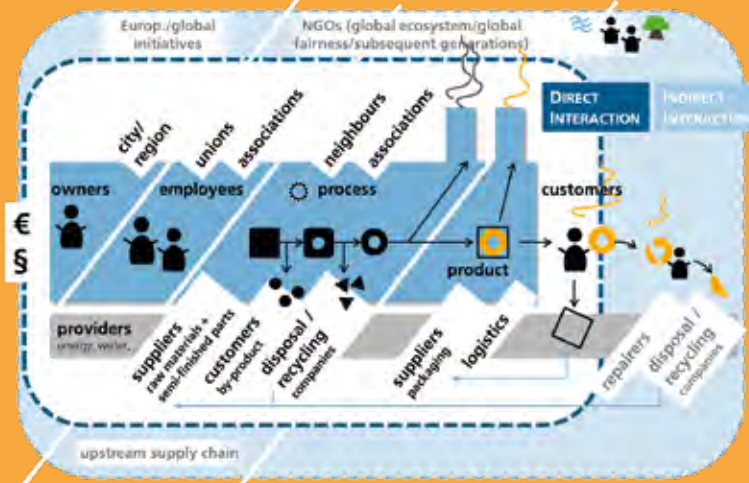 Europ./global
initiatives
NGOs (global ecosystem/global
fairness/subsequent generations)
DIRECT
INTERACTION
INDIRECT
INTERACTION
city/
region
unions
associations
neighbours
associations
owners
employees
process
customers
€
§
product
providers
energy, water,
suppliers
raw materials +
semi-finished parts
customers
by-product
disposal /
recycling
companies
suppliers
packaging
logistics
repairers
disposal /
recycling
companies
upstream supply chain